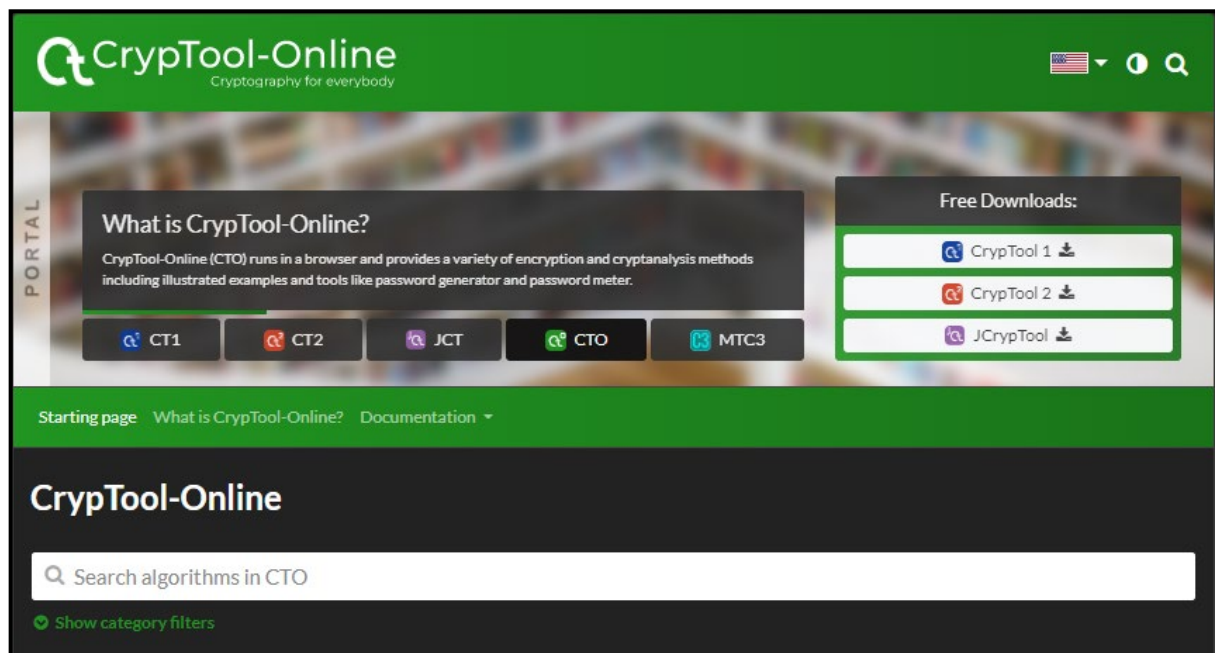 CrypTool-Online
Cryptography for everybody
PORTAL
What is CrypTool-Online?
CrypTool-Online (CTO) runs in a browser and provides a variety of encryption and cryptanalysis methods
including illustrated examples and tools like password generator and password meter.
CT1 CT2 JCT CTO MTC3
Free Downloads:
CrypTool 1
CrypTool 2
JCrypTool
Starting page What is CrypTool-Online? Documentation
CrypTool-Online
Search algorithms in CTO
Show category filters